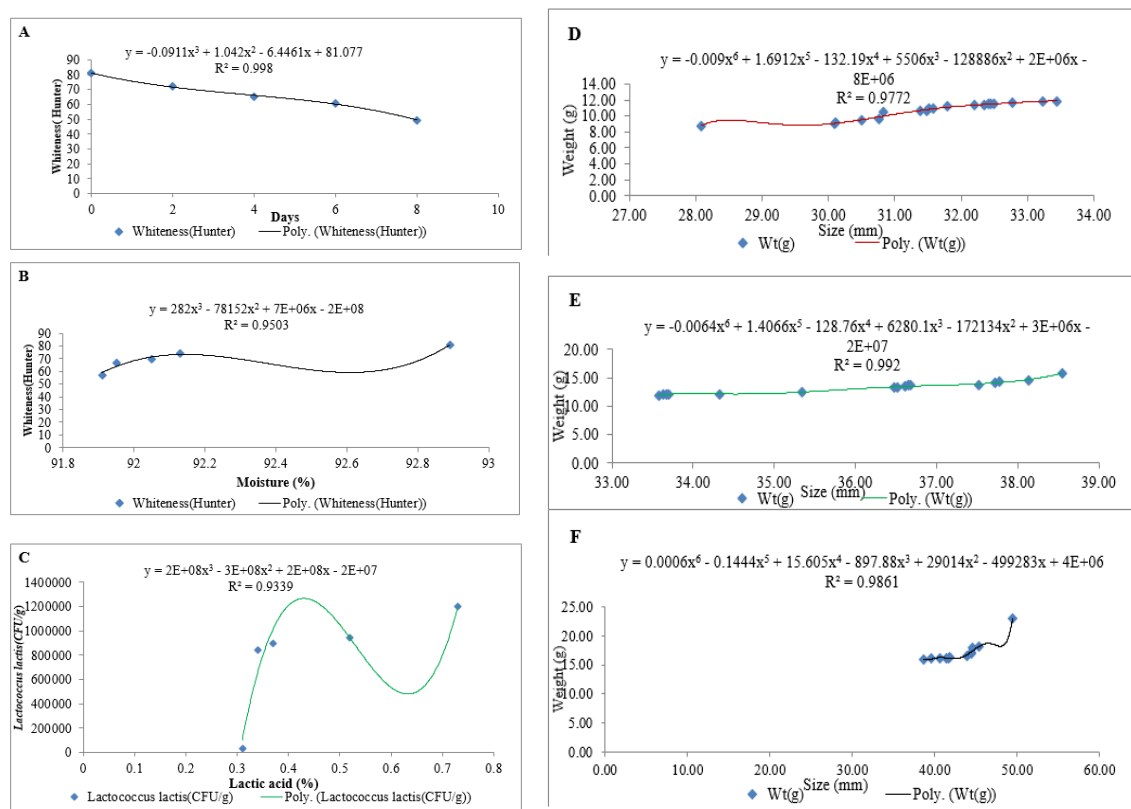 A
y = -0.0911x³ + 1.042x² - 6.4461x + 81.077
R² = 0.998
Whiteness(Hunter)
90
80
70
60
50
40
30
20
10
0
0 2 4 6 8 10
Days
Whiteness(Hunter) Poly. (Whiteness(Hunter))
B
y = 282x³ - 78152x² + 7E+06x - 2E+08
R² = 0.9503
Whiteness(Hunter)
90
80
70
60
50
40
30
20
10
0
91.8 92 92.2 92.4 92.6 92.8 93
Moisture (%)
Whiteness(Hunter) Poly. (Whiteness(Hunter))
C
y = 2E+08x³ - 3E+08x² + 2E+08x - 2E+07
R² = 0.9339
Lactococcus lactis(CFU/g)
1400000
1200000
1000000
800000
600000
400000
200000
0
0 0.1 0.2 0.3 0.4 0.5 0.6 0.7 0.8
Lactic acid (%)
Lactococcus lactis(CFU/g) Poly. (Lactococcus lactis(CFU/g))
D
y = -0.009x⁶ + 1.6912x⁵ - 132.19x⁴ + 5506x³ - 128886x² + 2E+06x -
8E+06
R² = 0.9772
Weight (g)
14.00
12.00
10.00
8.00
6.00
4.00
2.00
0.00
27.00 28.00 29.00 30.00 31.00 32.00 33.00 34.00
Size (mm)
Wt(g) Poly. (Wt(g))
E
y = -0.0064x⁶ + 1.4066x⁵ - 128.76x⁴ + 6280.1x³ - 172134x² + 3E+06x -
2E+07
R² = 0.992
Weight (g)
20.00
15.00
10.00
5.00
0.00
33.00 34.00 35.00 36.00 37.00 38.00 39.00
Size (mm)
Wt(g) Poly. (Wt(g))
F
y = 0.0006x⁶ - 0.1444x⁵ + 15.605x⁴ - 897.88x³ + 29014x² - 499283x + 4E+06
R² = 0.9861
Weight (g)
25.00
20.00
15.00
10.00
5.00
0.00
0.00 10.00 20.00 30.00 40.00 50.00 60.00
Size (mm)
Wt(g) Poly. (Wt(g))